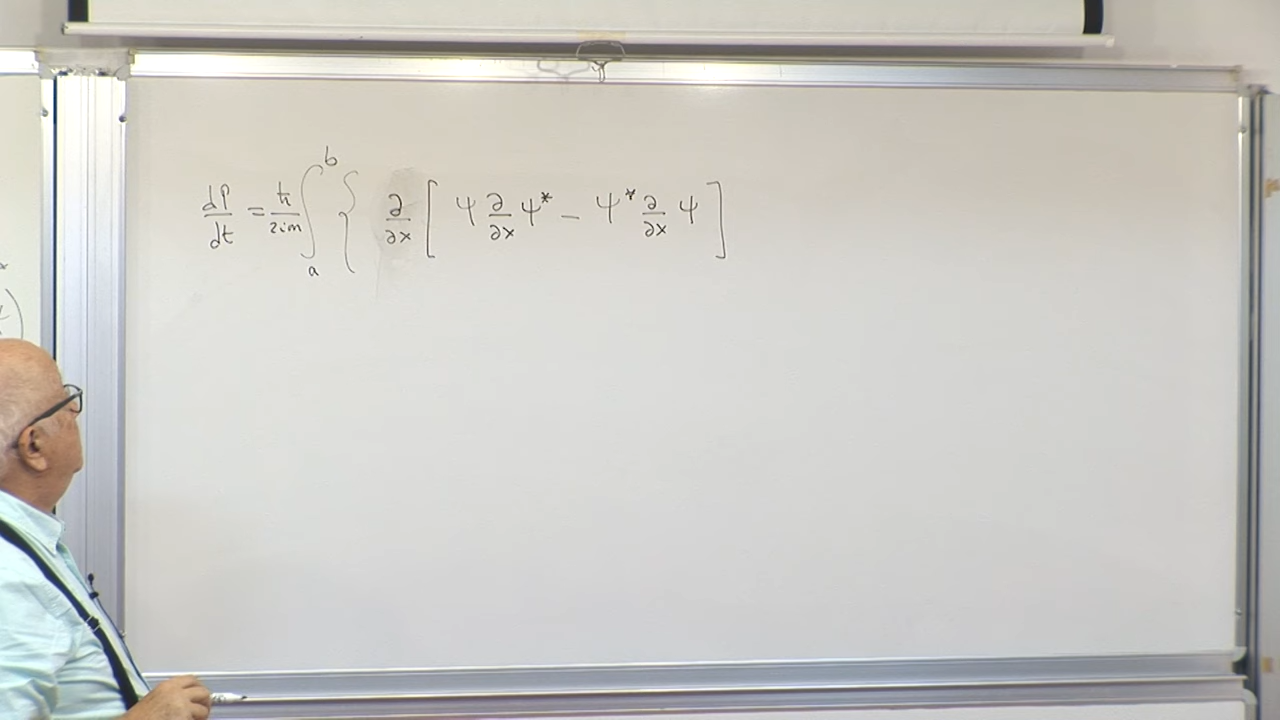 dP/dt = ħ/2im ∫_a^b { ∂/∂x [ Ψ ∂/∂x Ψ* − Ψ* ∂/∂x Ψ ]